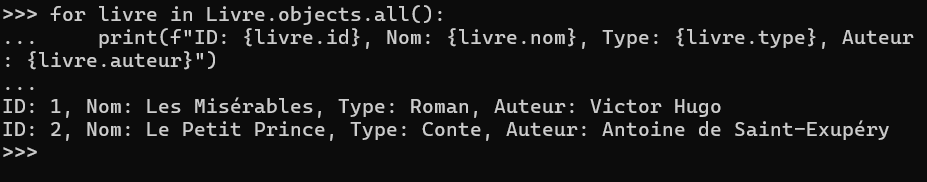 >>> for livre in Livre.objects.all():
...     print(f"ID: {livre.id}, Nom: {livre.nom}, Type: {livre.type}, Auteur
: {livre.auteur}")
...
ID: 1, Nom: Les Misérables, Type: Roman, Auteur: Victor Hugo
ID: 2, Nom: Le Petit Prince, Type: Conte, Auteur: Antoine de Saint-Exupéry
>>>